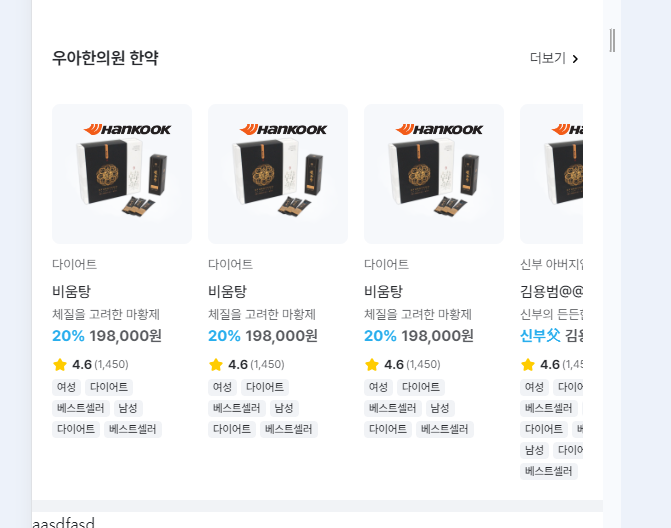 우아한의원 한약
더보기
HANKOOK
HANKOOK
HANKOOK
HA
다이어트
비움탕
체질을 고려한 마황제
20% 198,000원
4.6 (1,450)
여성 다이어트
베스트셀러 남성
다이어트 베스트셀러
다이어트
비움탕
체질을 고려한 마황제
20% 198,000원
4.6 (1,450)
여성 다이어트
베스트셀러 남성
다이어트 베스트셀러
다이어트
비움탕
체질을 고려한 마황제
20% 198,000원
4.6 (1,450)
여성 다이어트
베스트셀러 남성
다이어트 베스트셀러
신부 아버지
김용범@@
신부의 든든
신부父 김용
4.6 (1,45
여성 다이어
베스트셀러
다이어트
남성 다이어
베스트셀러
aasdfasd